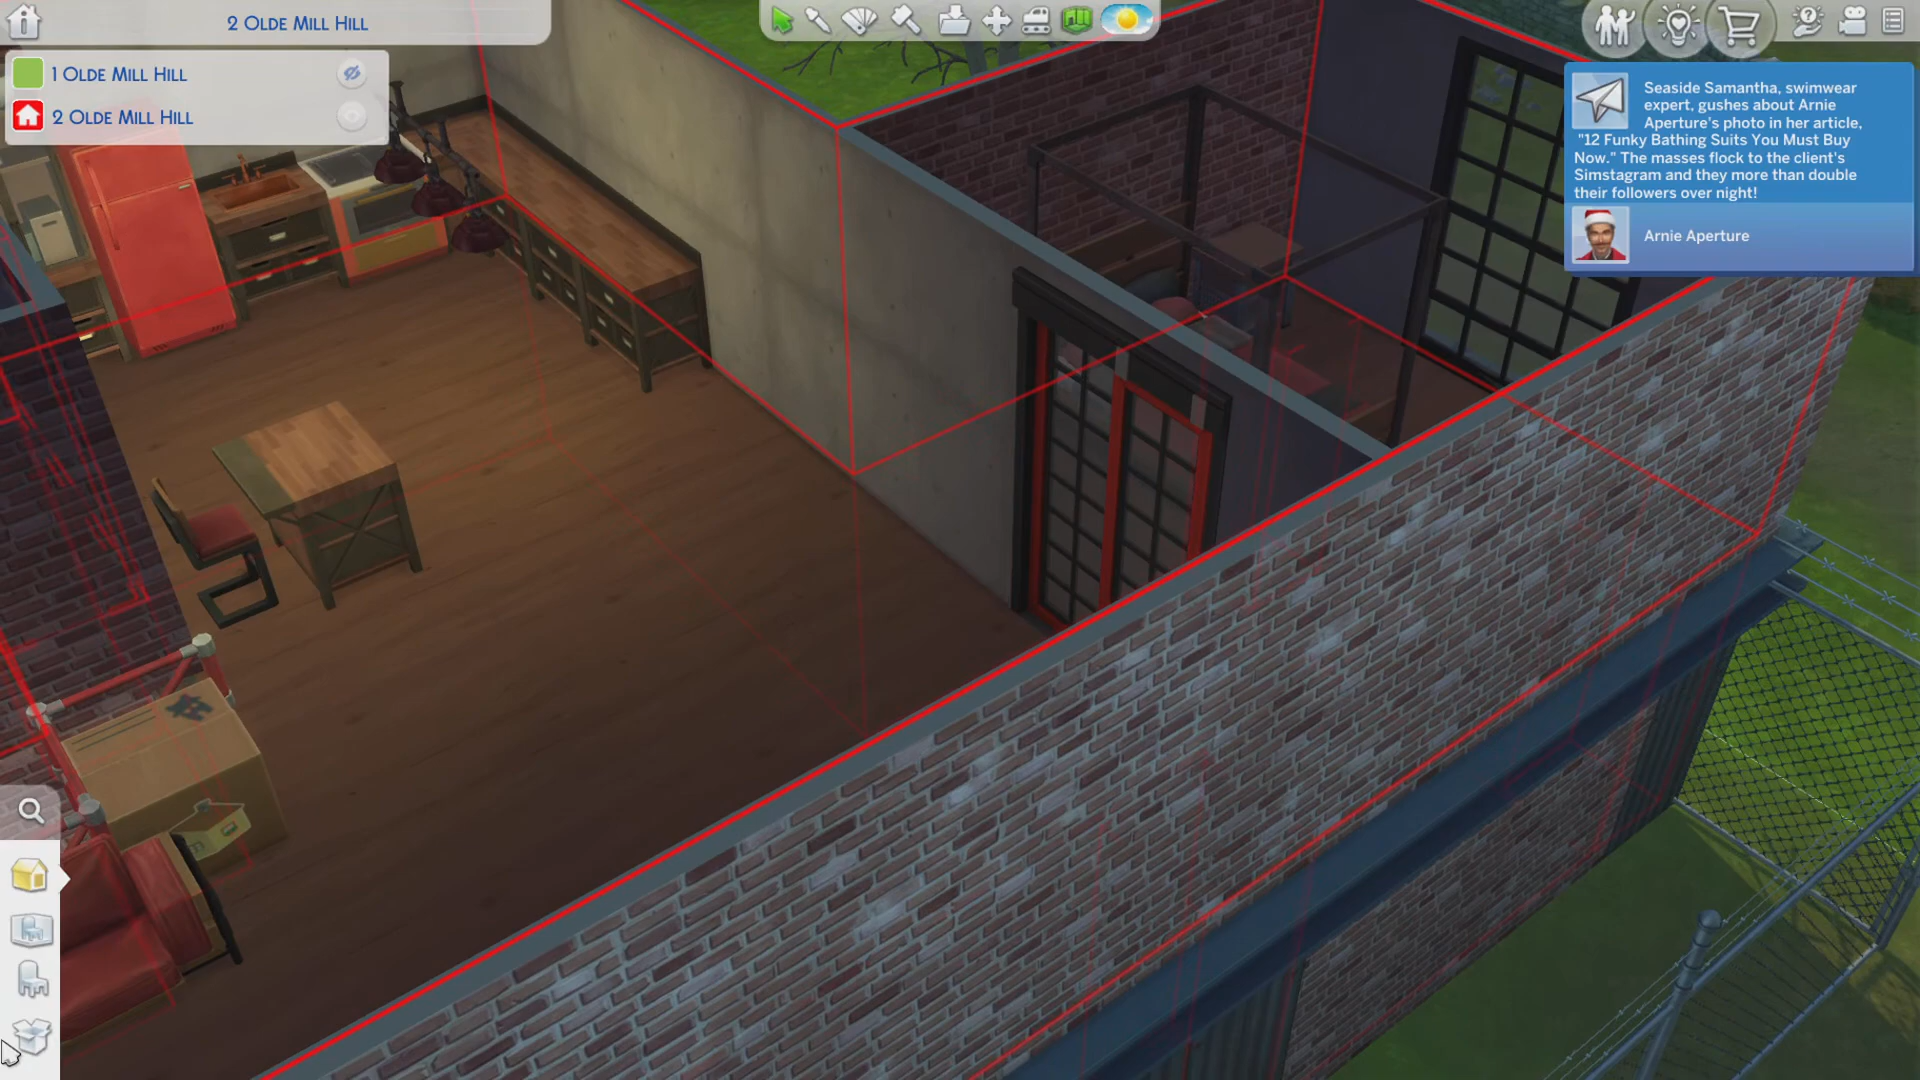 2 Olde Mill Hill
1 Olde Mill Hill
2 Olde Mill Hill
Seaside Samantha, swimwear
expert, gushes about Arnie
Aperture's photo in her article,
"12 Funky Bathing Suits You Must Buy
Now." The masses flock to the client's
Simstagram and they more than double
their followers over night!
Arnie Aperture